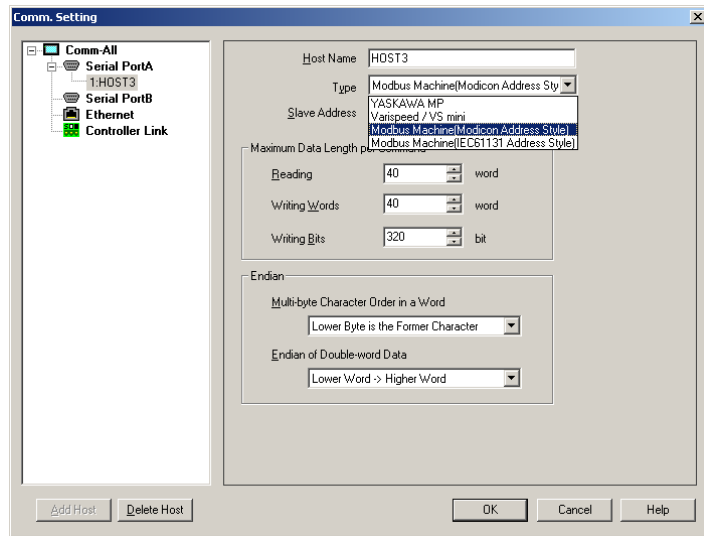 Comm. Setting
Comm-All
Serial PortA
1:HOST3
Serial PortB
Ethernet
Controller Link
Host Name HOST3
Type Modbus Machine(Modicon Address Sty
YASKAWA MP
Varispeed / VS mini
Modbus Machine(Modicon Address Style)
Modbus Machine(IEC61131 Address Style)
Slave Address
Maximum Data Length per Command
Reading 40 word
Writing Words 40 word
Writing Bits 320 bit
Endian
Multi-byte Character Order in a Word
Lower Byte is the Former Character
Endian of Double-word Data
Lower Word -> Higher Word
Add Host Delete Host OK Cancel Help